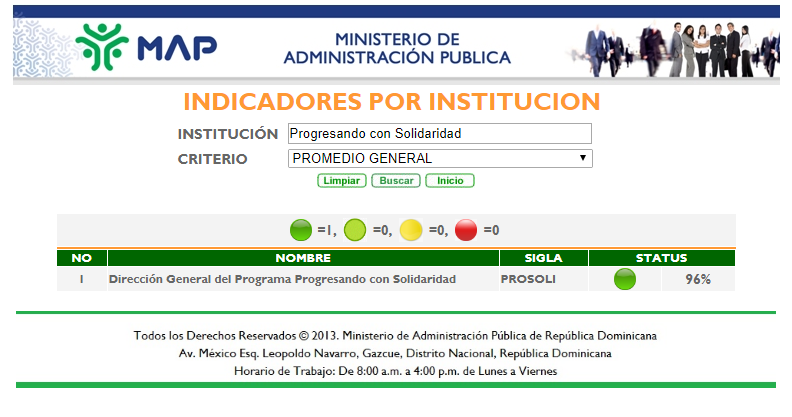 MAP
MINISTERIO DE
ADMINISTRACIÓN PUBLICA
INDICADORES POR INSTITUCION
INSTITUCIÓN Progresando con Solidaridad
CRITERIO PROMEDIO GENERAL
Limpiar Buscar Inicio
=1, =0, =0, =0
NO NOMBRE SIGLA STATUS
1 Dirección General del Programa Progresando con Solidaridad PROSOLI 96%
Todos los Derechos Reservados © 2013. Ministerio de Administración Pública de República Dominicana
Av. México Esq. Leopoldo Navarro, Gazcue, Distrito Nacional, República Dominicana
Horario de Trabajo: De 8:00 a.m. a 4:00 p.m. de Lunes a Viernes